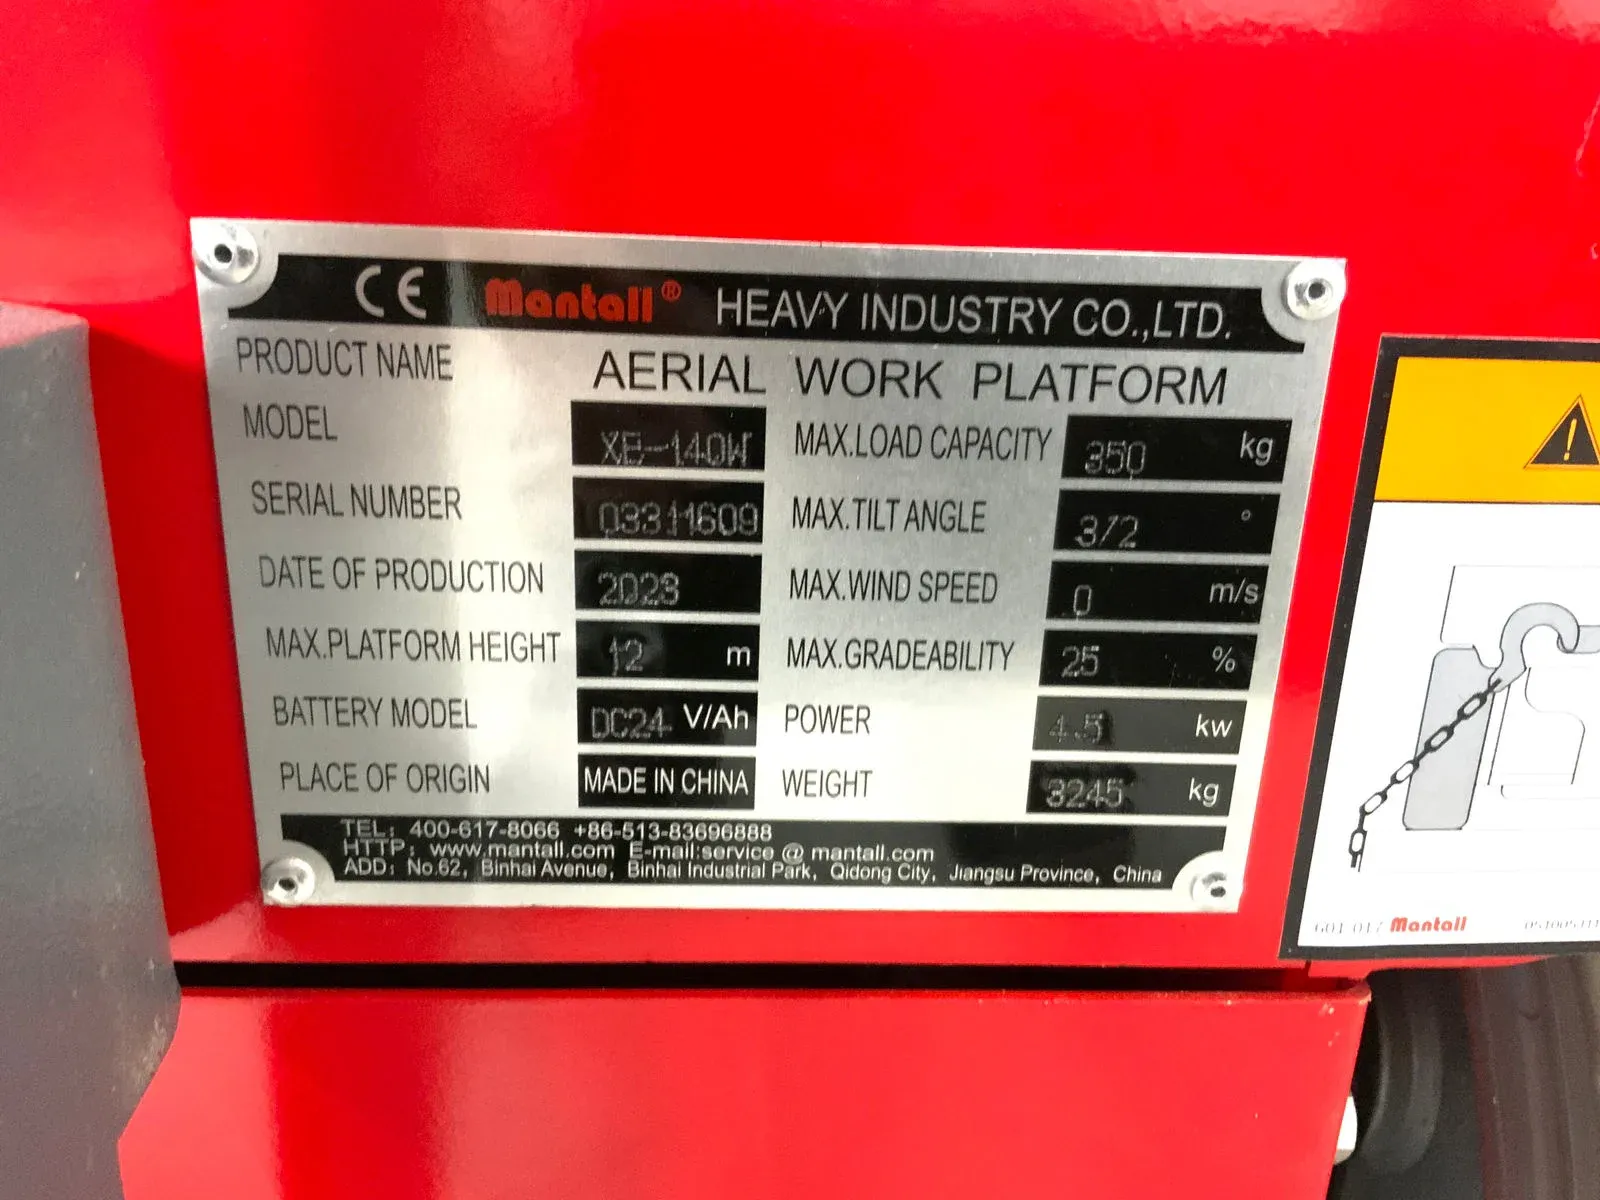 CE Mantall® HEAVY INDUSTRY CO.,LTD.
PRODUCT NAME AERIAL WORK PLATFORM
MODEL XE-140W MAX.LOAD CAPACITY 350 kg
SERIAL NUMBER 03311609 MAX.TILT ANGLE 3/2 °
DATE OF PRODUCTION 2023 MAX.WIND SPEED 0 m/s
MAX.PLATFORM HEIGHT 12 m MAX.GRADEABILITY 25 %
BATTERY MODEL DC24 V/Ah POWER 4.5 kw
PLACE OF ORIGIN MADE IN CHINA WEIGHT 3245 kg
TEL: 400-617-8066 +86-513-83696888
HTTP: www.mantall.com E-mail:service @ mantall.com
ADD: No.62, Binhai Avenue, Binhai Industrial Park, Qidong City, Jiangsu Province, China
601 017 Mantall